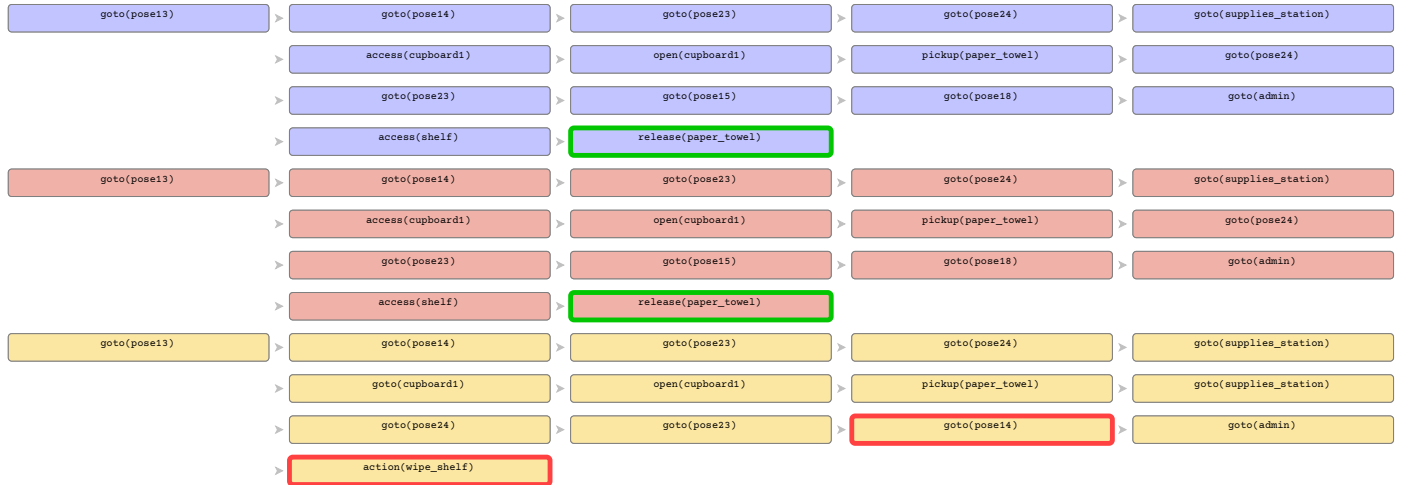 goto(pose13) goto(pose14) goto(pose23) goto(pose24) goto(supplies_station)
access(cupboard1) open(cupboard1) pickup(paper_towel) goto(pose24)
goto(pose23) goto(pose15) goto(pose18) goto(admin)
access(shelf) release(paper_towel)
goto(pose13) goto(pose14) goto(pose23) goto(pose24) goto(supplies_station)
access(cupboard1) open(cupboard1) pickup(paper_towel) goto(pose24)
goto(pose23) goto(pose15) goto(pose18) goto(admin)
access(shelf) release(paper_towel)
goto(pose13) goto(pose14) goto(pose23) goto(pose24) goto(supplies_station)
goto(cupboard1) open(cupboard1) pickup(paper_towel) goto(supplies_station)
goto(pose24) goto(pose23) goto(pose14) goto(admin)
action(wipe_shelf)